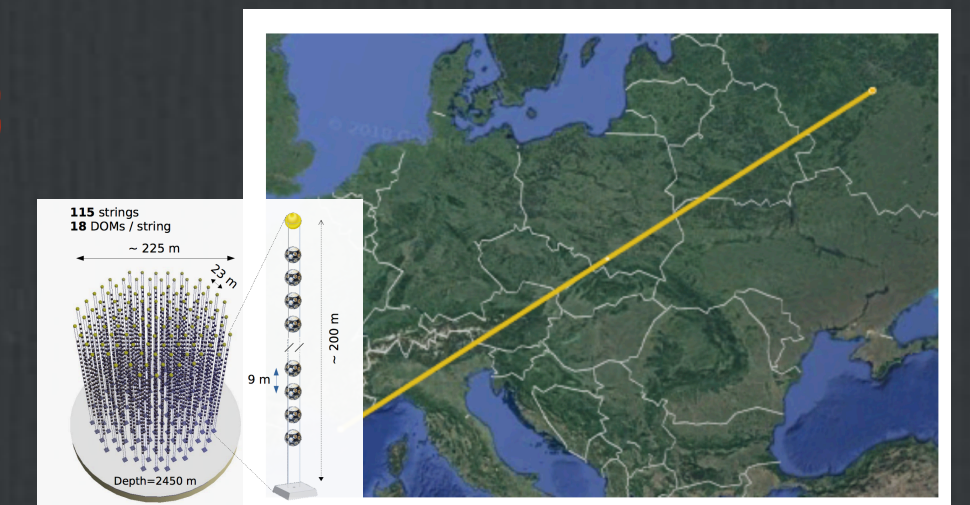 115 strings
18 DOMs / string
~ 225 m
23 m
9 m
~ 200 m
Depth=2450 m